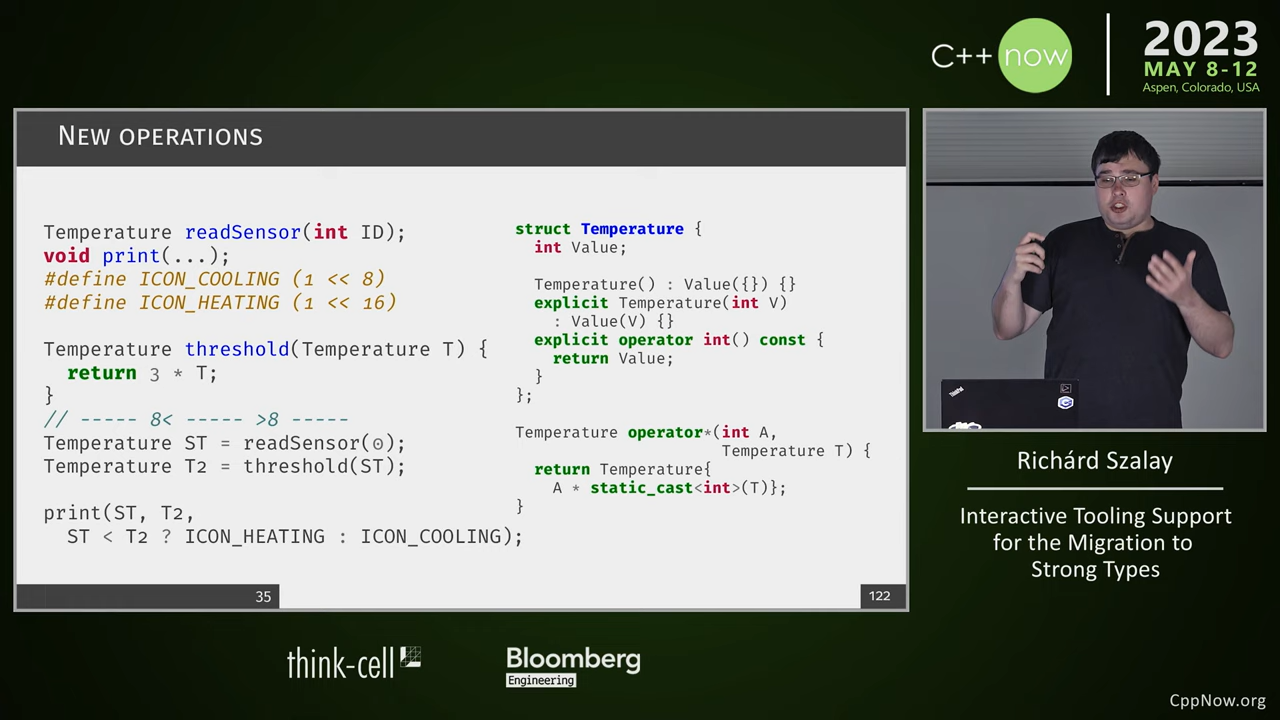 C++ now
2023
MAY 8-12
Aspen, Colorado, USA
NEW OPERATIONS
Temperature readSensor(int ID);
void print(...);
#define ICON_COOLING (1 << 8)
#define ICON_HEATING (1 << 16)
Temperature threshold(Temperature T) {
return 3 * T;
}
// ----- 8< ----- >8 -----
Temperature ST = readSensor(0);
Temperature T2 = threshold(ST);
print(ST, T2,
ST < T2 ? ICON_HEATING : ICON_COOLING);
struct Temperature {
int Value;
Temperature() : Value({}) {}
explicit Temperature(int V)
: Value(V) {}
explicit operator int() const {
return Value;
}
};
Temperature operator*(int A,
Temperature T) {
return Temperature{
A * static_cast<int>(T)};
}
35
122
ThinkPad
Richárd Szalay
Interactive Tooling Support
for the Migration to
Strong Types
think-cell
Bloomberg
Engineering
CppNow.org